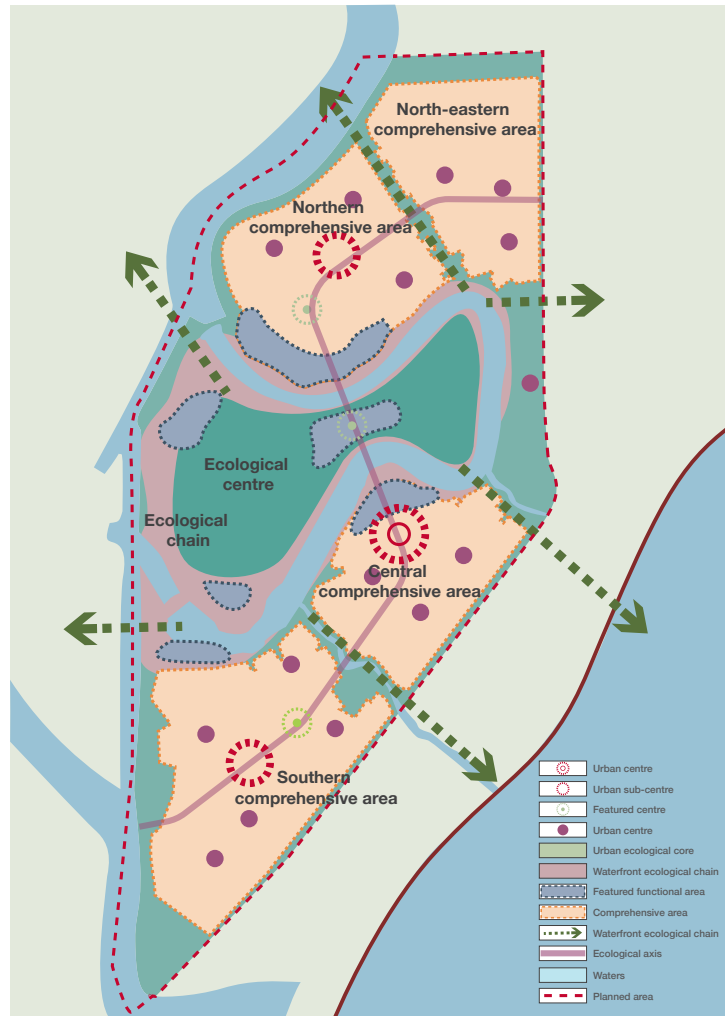 North-eastern
comprehensive area
Northern
comprehensive area
Ecological
centre
Ecological
chain
Central
comprehensive area
Southern
comprehensive area
Urban centre
Urban sub-centre
Featured centre
Urban centre
Urban ecological core
Waterfront ecological chain
Featured functional area
Comprehensive area
Waterfront ecological chain
Ecological axis
Waters
Planned area